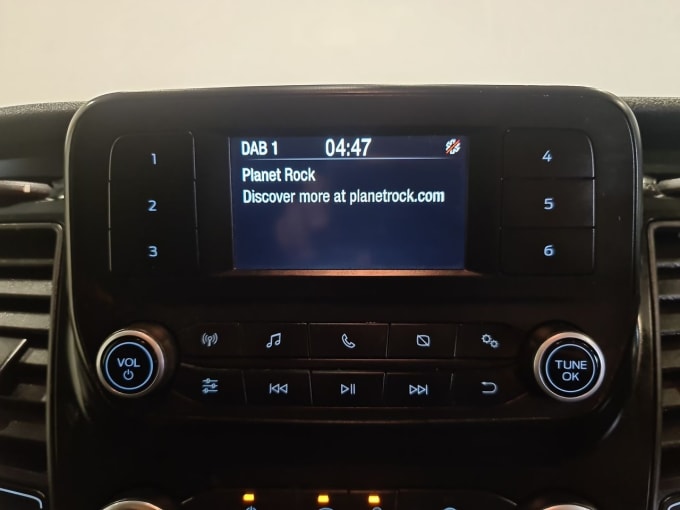 DAB 1 04:47
Planet Rock
Discover more at planetrock.com
1
2
3
4
5
6
VOL
TUNE
OK